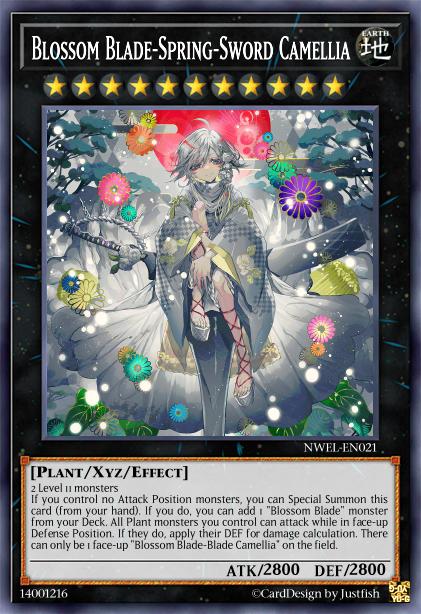 BLOSSOM BLADE-SPRING-SWORD CAMELLIA
EARTH
地
NWEL-EN021
[PLANT/XYZ/EFFECT]
2 Level 11 monsters
If you control no Attack Position monsters, you can Special Summon this
card (from your hand). If you do, you can add 1 "Blossom Blade" monster
from your Deck. All Plant monsters you control can attack while in face-up
Defense Position. If they do, apply their DEF for damage calculation. There
can only be 1 face-up "Blossom Blade-Blade Camellia" on the field.
ATK/2800 DEF/2800
14001216
©CardDesign by Justfish